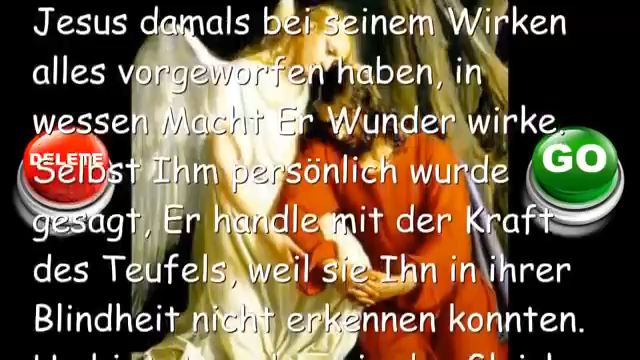 Jesus damals bei seinem Wirken
alles vorgeworfen haben, in
wessen Macht Er Wunder wirke.
DELETE
GO
Selbst Ihm persönlich wurde
gesagt, Er handle mit der Kraft
des Teufels, weil sie Ihn in ihrer
Blindheit nicht erkennen konnten.